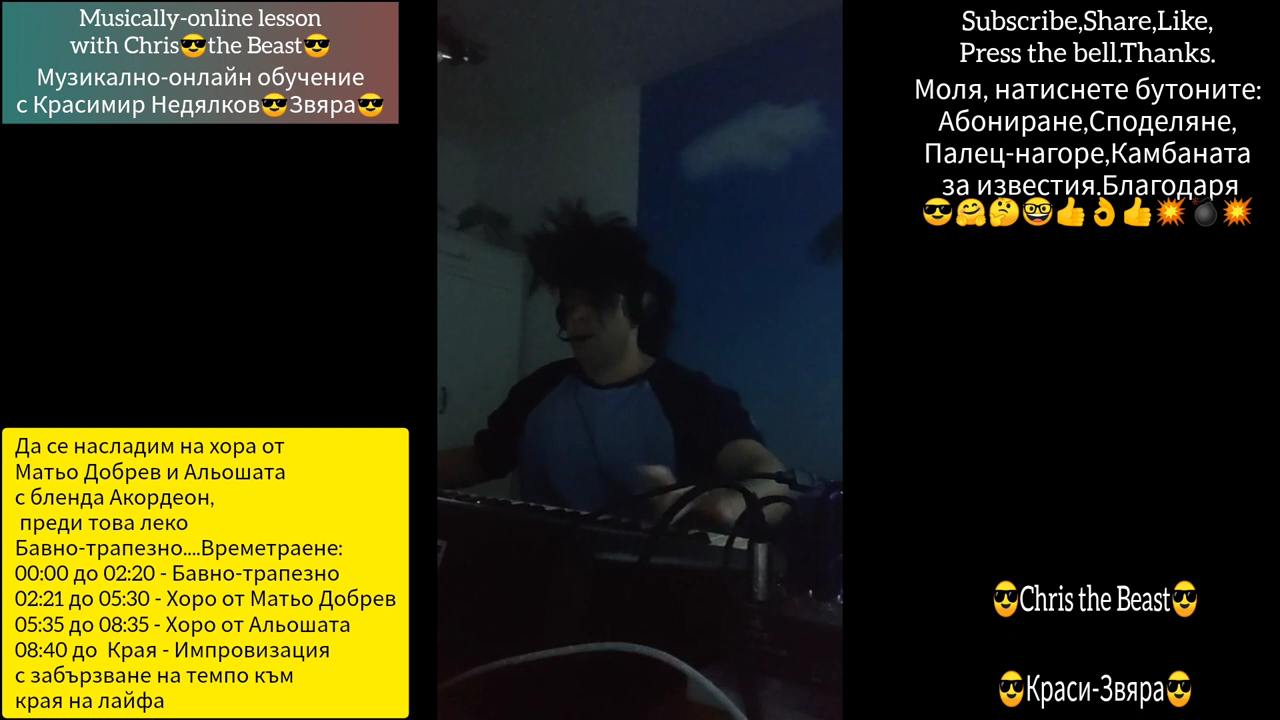 Musically-online lesson
with Chris😎the Beast😎
Музикално-онлайн обучение
с Красимир Недялков😎Звяра😎
Subscribe,Share,Like,
Press the bell.Thanks.
Моля, натиснете бутоните:
Абониране,Споделяне,
Палец-нагоре,Камбаната
за известия.Благодаря
😎🤗🤔🤓👍👌👍💥💣💥
Да се насладим на хора от
Матьо Добрев и Альошата
с бленда Акордеон,
преди това леко
Бавно-трапезно....Времетраене:
00:00 до 02:20 - Бавно-трапезно
02:21 до 05:30 - Хоро от Матьо Добрев
05:35 до 08:35 - Хоро от Альошата
08:40 до Края - Импровизация
с забързване на темпо към
края на лайфа
😎Chris the Beast😎
😎Краси-Звяра😎